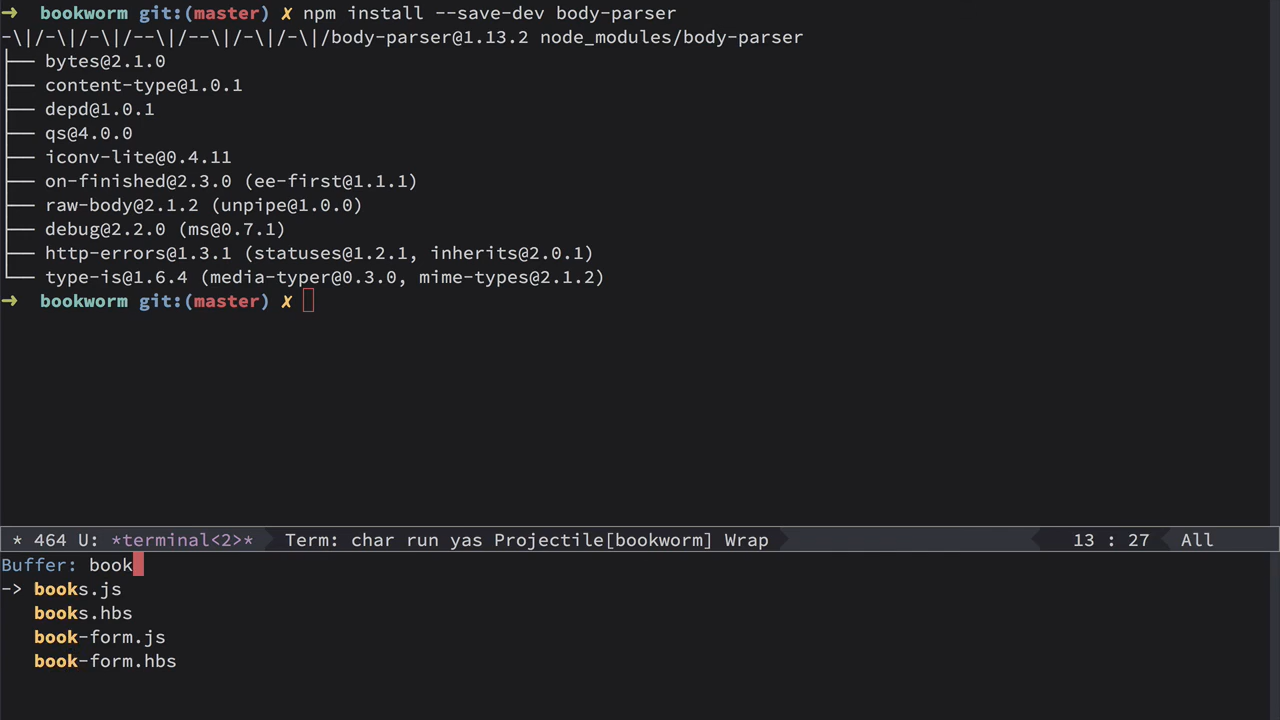 ➜  bookworm git:(master) ✗ npm install --save-dev body-parser
-\|/-\|/-\|/--\|/--\|/-\|/-\|/body-parser@1.13.2 node_modules/body-parser
├── bytes@2.1.0
├── content-type@1.0.1
├── depd@1.0.1
├── qs@4.0.0
├── iconv-lite@0.4.11
├── on-finished@2.3.0 (ee-first@1.1.1)
├── raw-body@2.1.2 (unpipe@1.0.0)
├── debug@2.2.0 (ms@0.7.1)
├── http-errors@1.3.1 (statuses@1.2.1, inherits@2.0.1)
└── type-is@1.6.4 (media-typer@0.3.0, mime-types@2.1.2)
➜  bookworm git:(master) ✗
* 464 U: *terminal<2>* Term: char run yas Projectile[bookworm] Wrap 13 : 27 All
Buffer: book
-> books.js
books.hbs
book-form.js
book-form.hbs